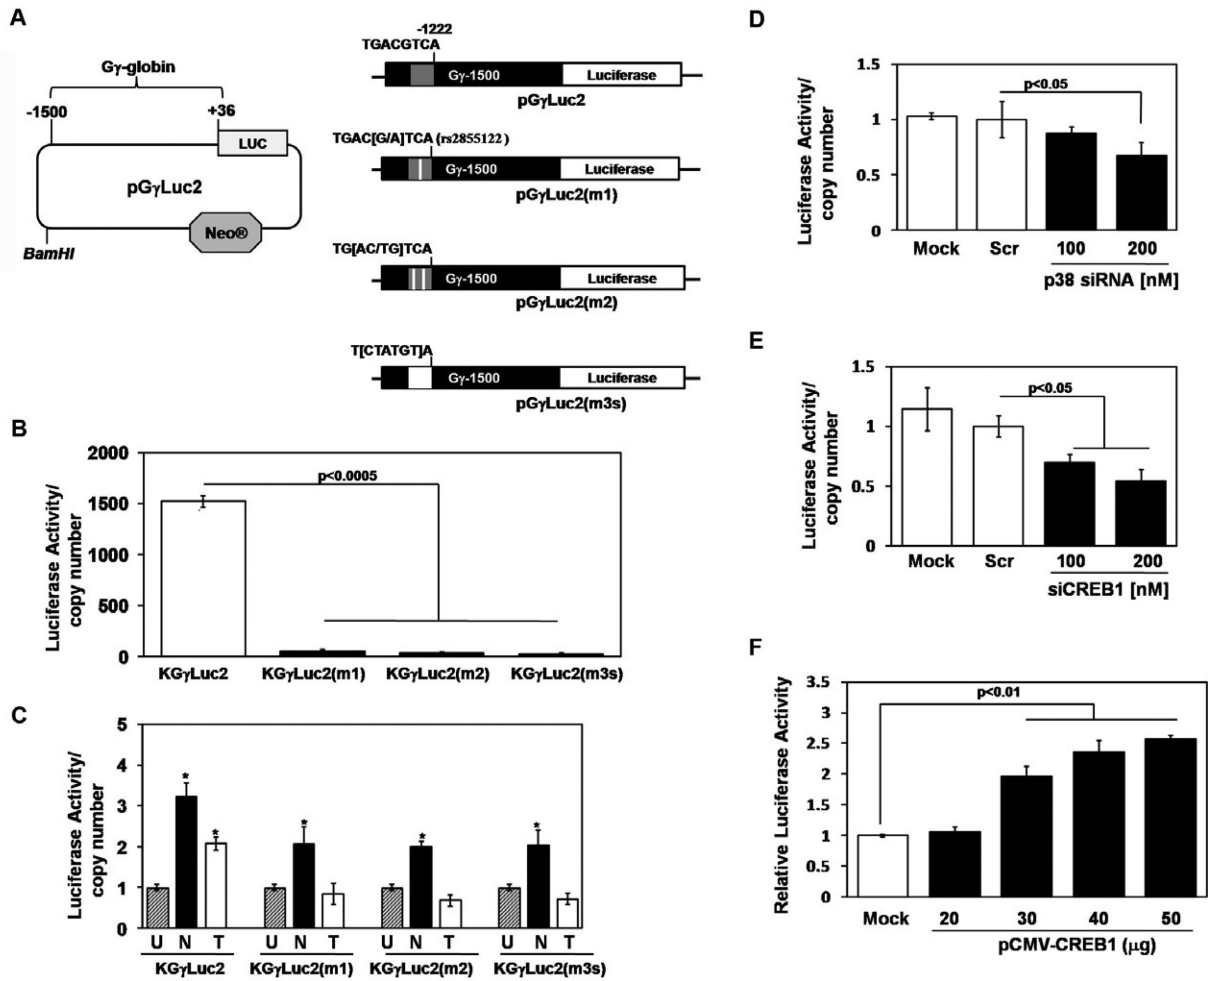 A
Gγ-globin
-1500
+36
LUC
pGγLuc2
Neo®
BamHI
-1222
TGACGTCA
Gγ-1500
Luciferase
pGγLuc2
TGAC[G/A]TCA (rs2855122)
Gγ-1500
Luciferase
pGγLuc2(m1)
TG[AC/TG]TCA
Gγ-1500
Luciferase
pGγLuc2(m2)
T[CTATGT]A
Gγ-1500
Luciferase
pGγLuc2(m3s)
B
Luciferase Activity/
copy number
2000
1500
1000
500
0
p<0.0005
KGγLuc2 KGγLuc2(m1) KGγLuc2(m2) KGγLuc2(m3s)
C
Luciferase Activity/
copy number
5
4
3
2
1
0
* * * * *
U N T U N T U N T U N T
KGγLuc2 KGγLuc2(m1) KGγLuc2(m2) KGγLuc2(m3s)
D
Luciferase Activity/
copy number
1.5
1
0.5
0
p<0.05
Mock Scr 100 200
p38 siRNA [nM]
E
Luciferase Activity/
copy number
1.5
1
0.5
0
p<0.05
Mock Scr 100 200
siCREB1 [nM]
F
Relative Luciferase Activity
3.5
3
2.5
2
1.5
1
0.5
0
p<0.01
Mock 20 30 40 50
pCMV-CREB1 (µg)